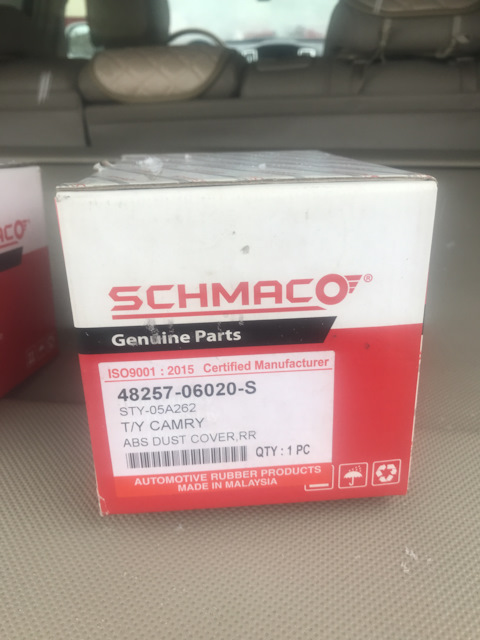 SCHMACO®
Genuine Parts
ISO9001 : 2015 Certified Manufacturer
48257-06020-S
STY-05A262
T/Y CAMRY
ABS DUST COVER,RR
QTY : 1 PC
AUTOMOTIVE RUBBER PRODUCTS
MADE IN MALAYSIA